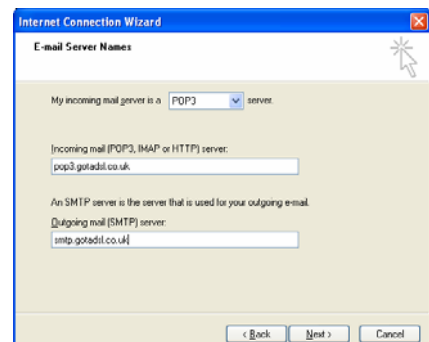 Internet Connection Wizard
E-mail Server Names
My incoming mail server is a POP3 server.
Incoming mail (POP3, IMAP or HTTP) server:
pop3.gotadsl.co.uk
An SMTP server is the server that is used for your outgoing e-mail.
Outgoing mail (SMTP) server:
smtp.gotadsl.co.uk
< Back Next > Cancel